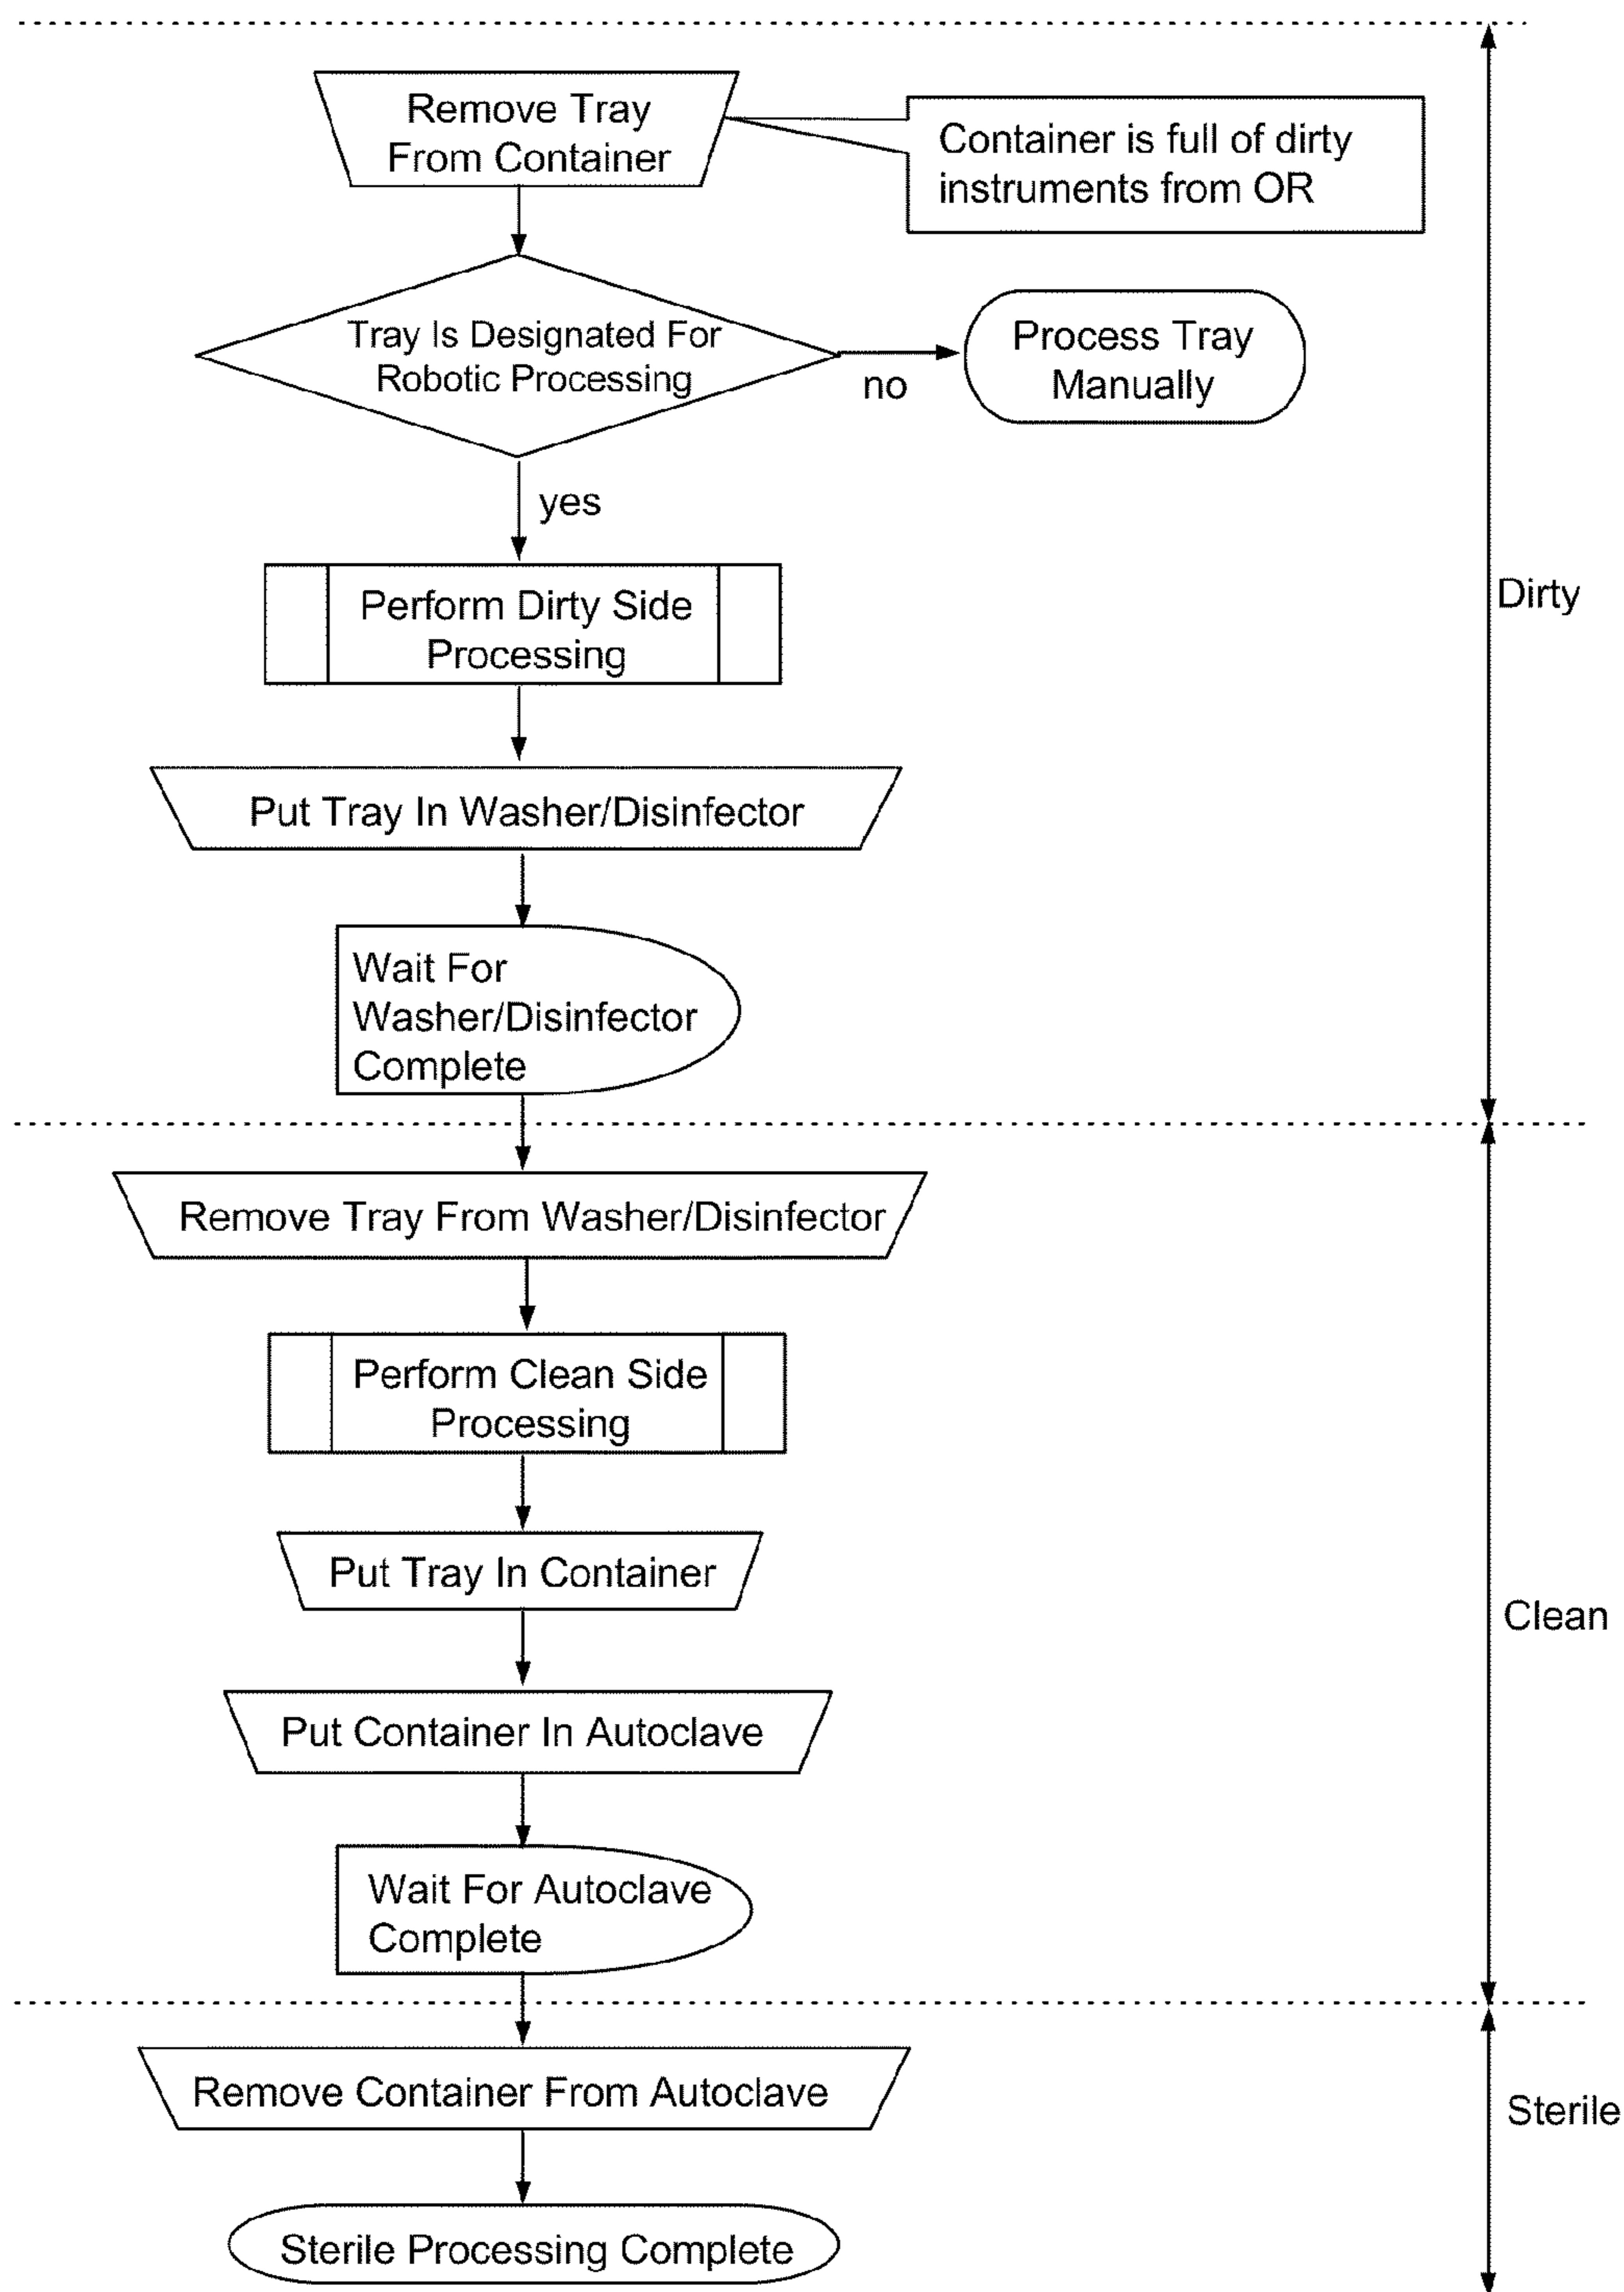 Remove Tray
From Container
Container is full of dirty
instruments from OR
Tray Is Designated For
Robotic Processing
no
Process Tray
Manually
yes
Perform Dirty Side
Processing
Dirty
Put Tray In Washer/Disinfector
Wait For
Washer/Disinfector
Complete
Remove Tray From Washer/Disinfector
Perform Clean Side
Processing
Put Tray In Container
Clean
Put Container In Autoclave
Wait For Autoclave
Complete
Remove Container From Autoclave
Sterile
Sterile Processing Complete